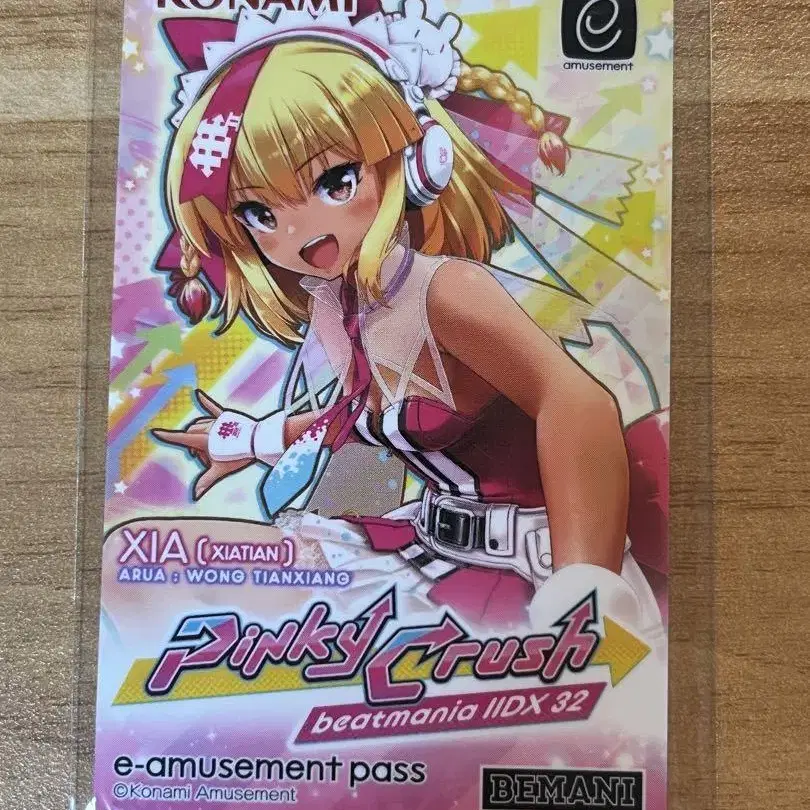 KONAMI
e
amusement
XIA (XIATIAN)
ARUA : WONG TIANXIANG
Pinky Crush
beatmania IIDX 32
e-amusement pass
©Konami Amusement
BEMANI